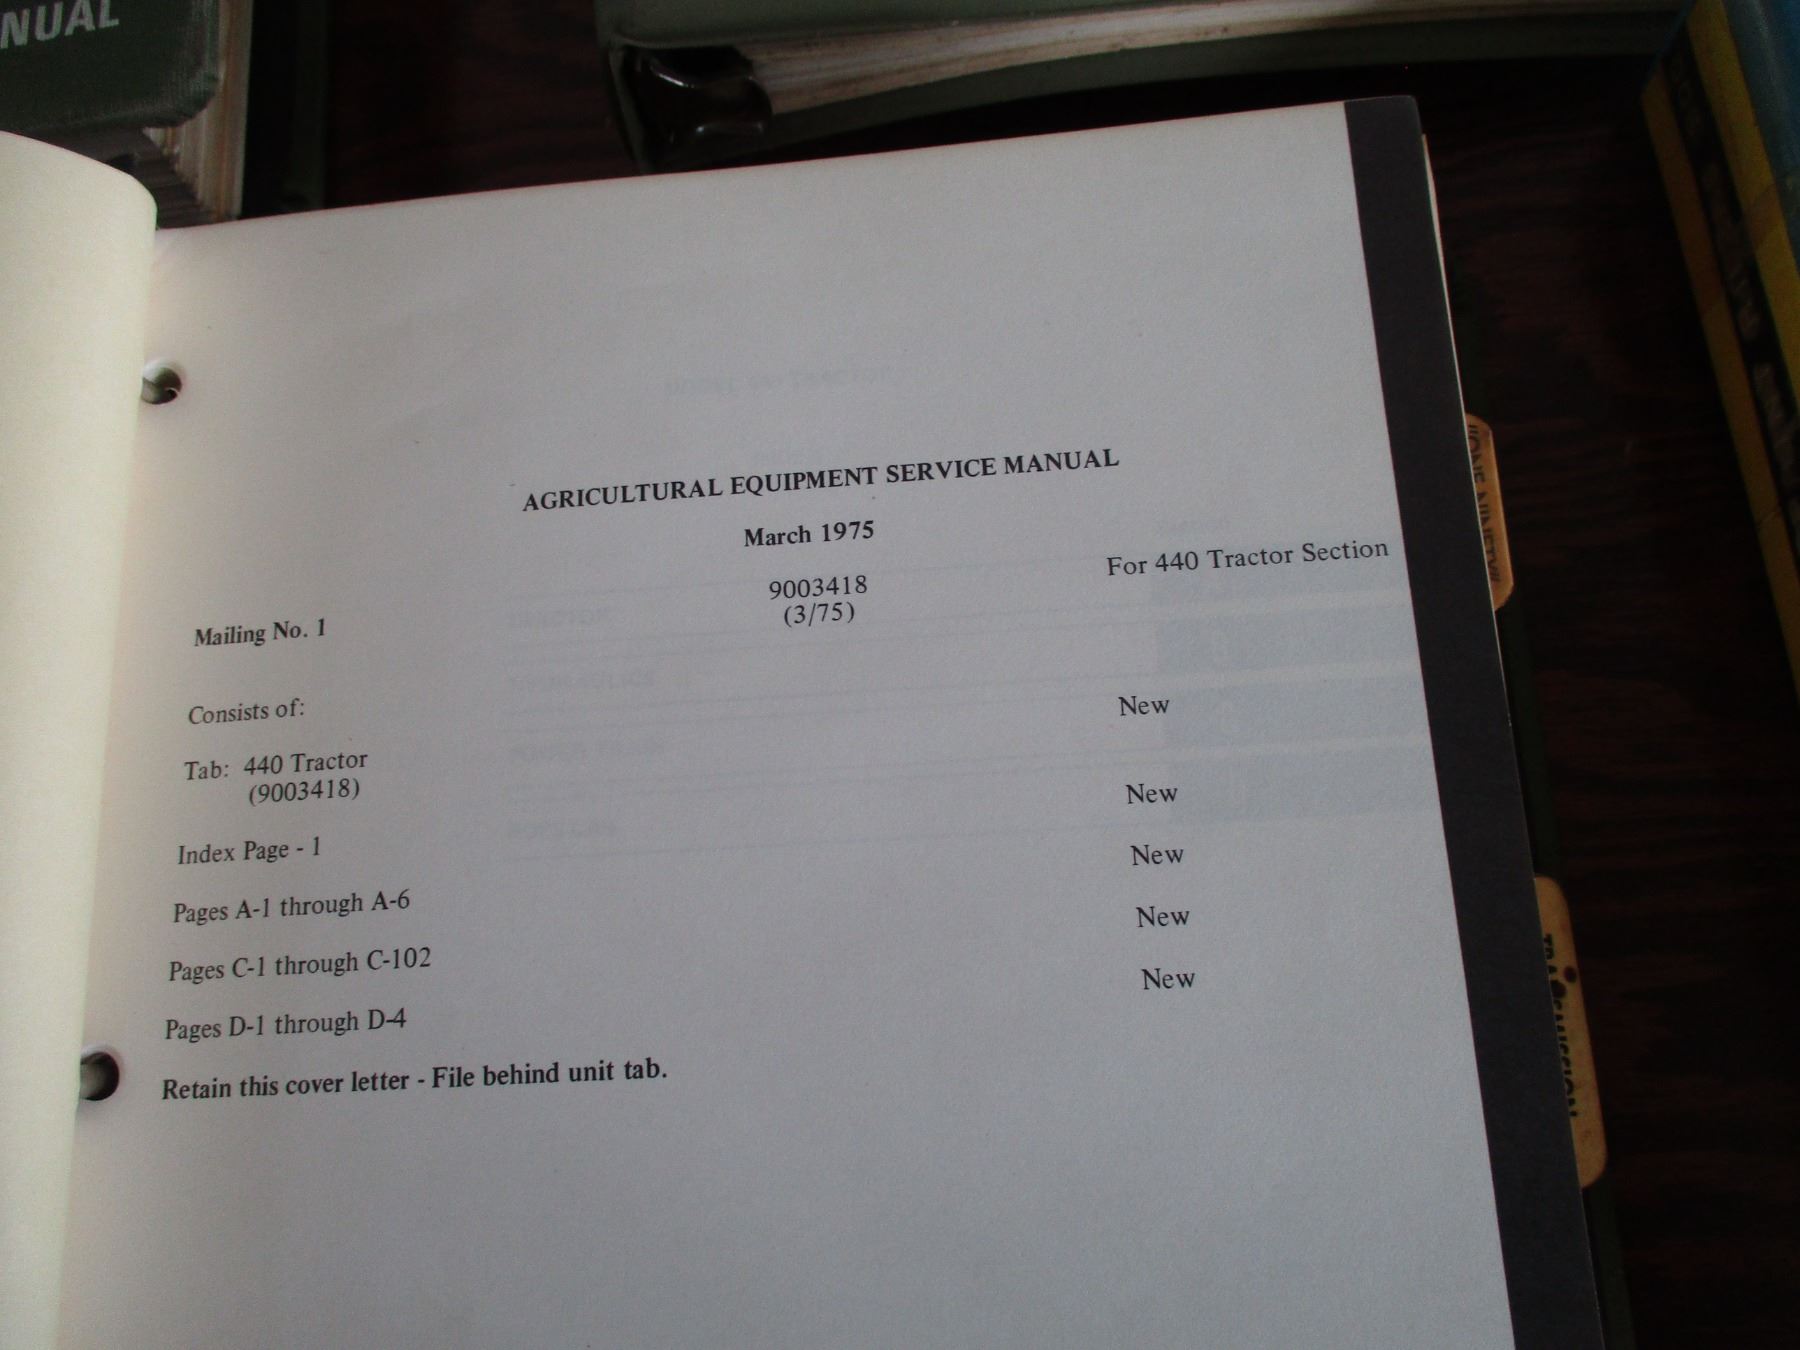 NUAL
AGRICULTURAL EQUIPMENT SERVICE MANUAL
March 1975
9003418
(3/75)
For 440 Tractor Section
Mailing No. 1
Consists of:
New
Tab: 440 Tractor
(9003418)
New
Index Page - 1
New
Pages A-1 through A-6
New
Pages C-1 through C-102
New
Pages D-1 through D-4
Retain this cover letter - File behind unit tab.
TRANSMISSION